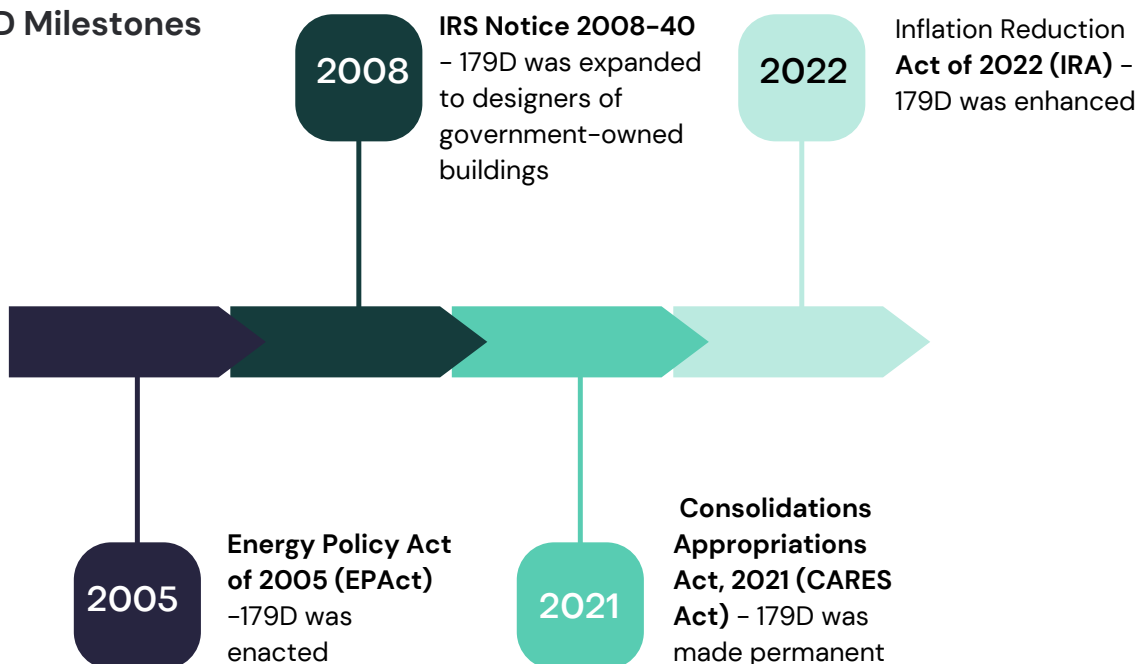 D Milestones
2008
IRS Notice 2008-40
- 179D was expanded
to designers of
government-owned
buildings
2022
Inflation Reduction
Act of 2022 (IRA) -
179D was enhanced
2005
Energy Policy Act
of 2005 (EPAct)
-179D was
enacted
2021
Consolidations
Appropriations
Act, 2021 (CARES
Act) - 179D was
made permanent